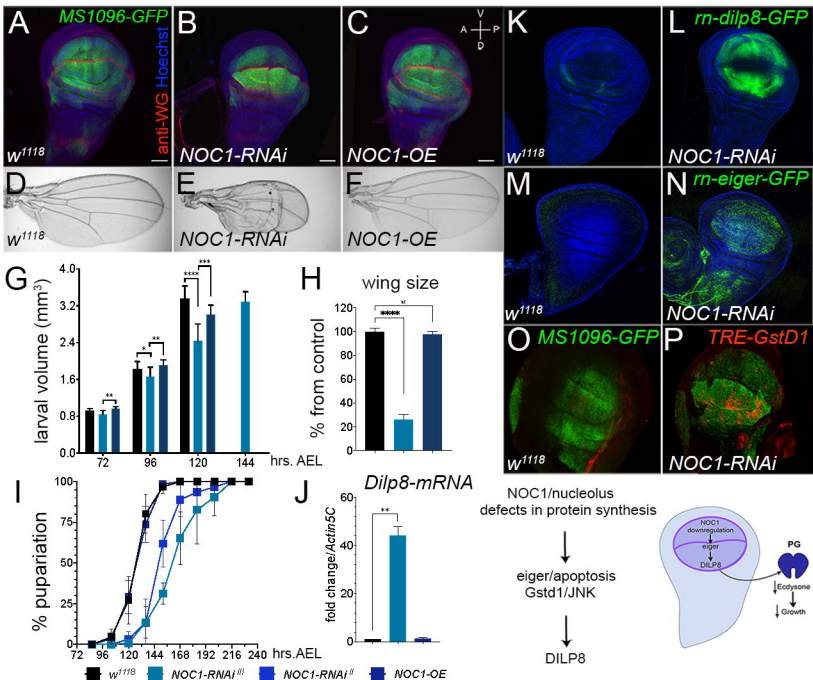 A
MS1096-GFP
anti-WG Hoechst
w1118
B
NOC1-RNAi
C
V
A P
D
NOC1-OE
K
w1118
L
rn-dilp8-GFP
NOC1-RNAi
D
w1118
E
NOC1-RNAi
F
NOC1-OE
M
w1118
N
rn-eiger-GFP
NOC1-RNAi
G
larval volume (mm3)
4.0
3.2
2.4
1.6
0.8
0.0
**
*
**
****
***
72
96
120
144
hrs. AEL
H
wing size
% from control
120
100
80
60
40
20
0
****
O
MS1096-GFP
w1118
P
TRE-GstD1
NOC1-RNAi
I
% pupariation
100
75
50
25
0
72 96 120 144 168 192 216 240
hrs.AEL
J
Dilp8-mRNA
fold change/Actin5C
60
40
20
0
**
w1118
NOC1-RNAi III
NOC1-RNAi II
NOC1-OE
NOC1/nucleolus
defects in protein synthesis
eiger/apoptosis
Gstd1/JNK
DILP8
NOC1
downregulation
eiger
DILP8
PG
Ecdysone
Growth